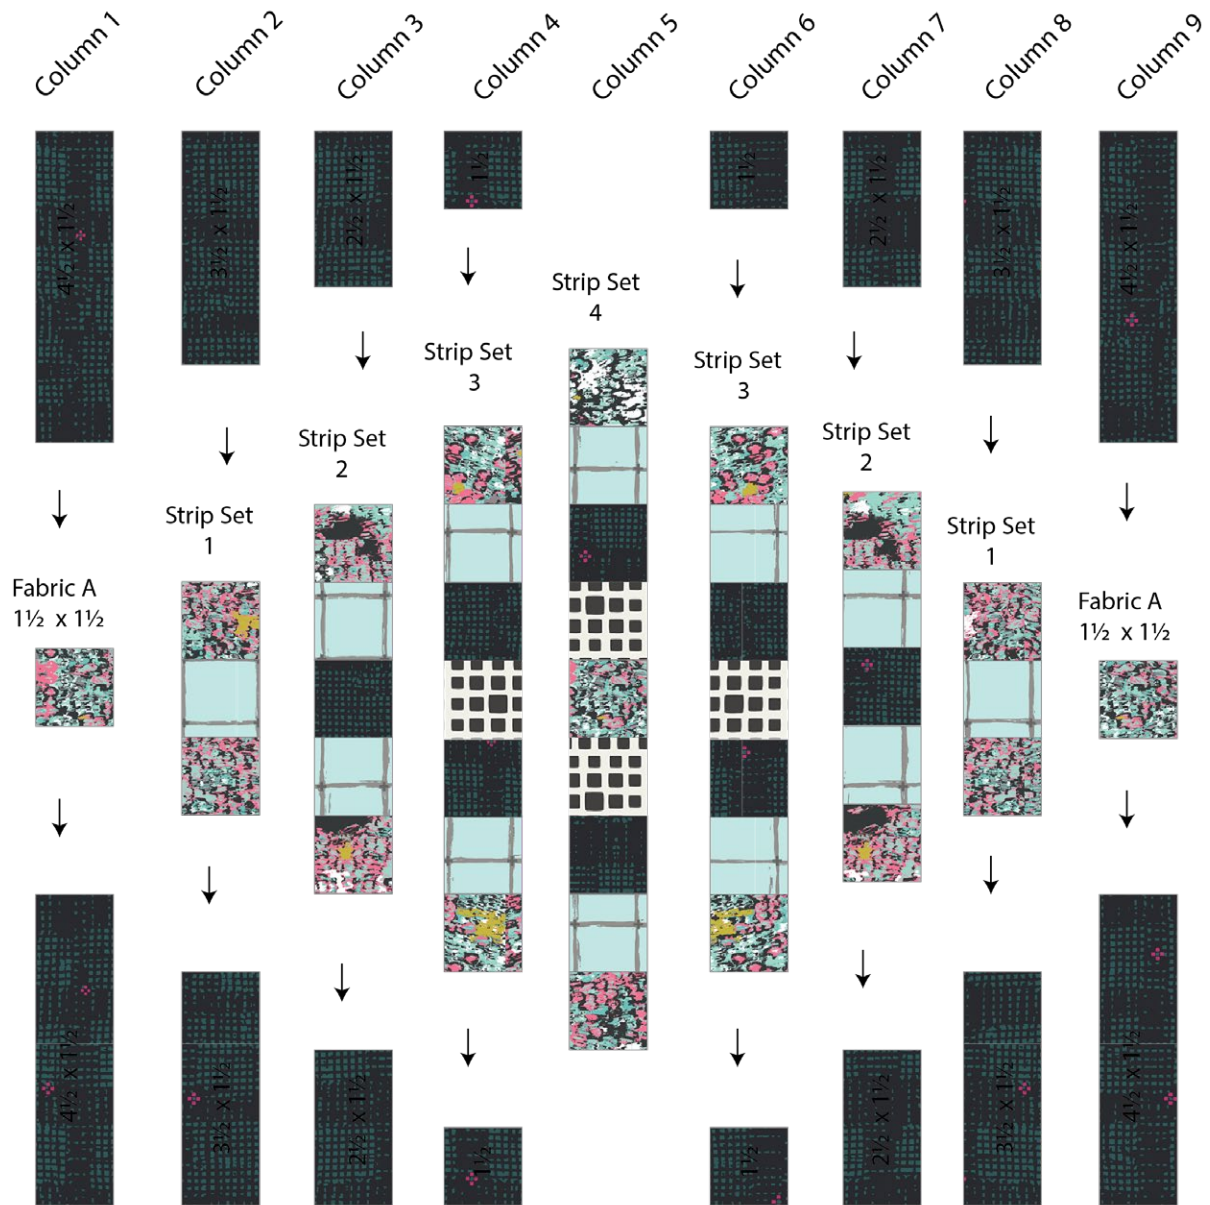 Column 1
Column 2
Column 3
Column 4
Column 5
Column 6
Column 7
Column 8
Column 9
4½ x 1½
3½ x 1½
2½ x 1½
1½
1½
2½ x 1½
3½ x 1½
4½ x 1½
Strip Set
4
Strip Set
3
Strip Set
3
Strip Set
2
Strip Set
2
Strip Set
1
Strip Set
1
Fabric A
1½ x 1½
Fabric A
1½ x 1½
4½ x 1½
3½ x 1½
2½ x 1½
1½
1½
2½ x 1½
3½ x 1½
4½ x 1½